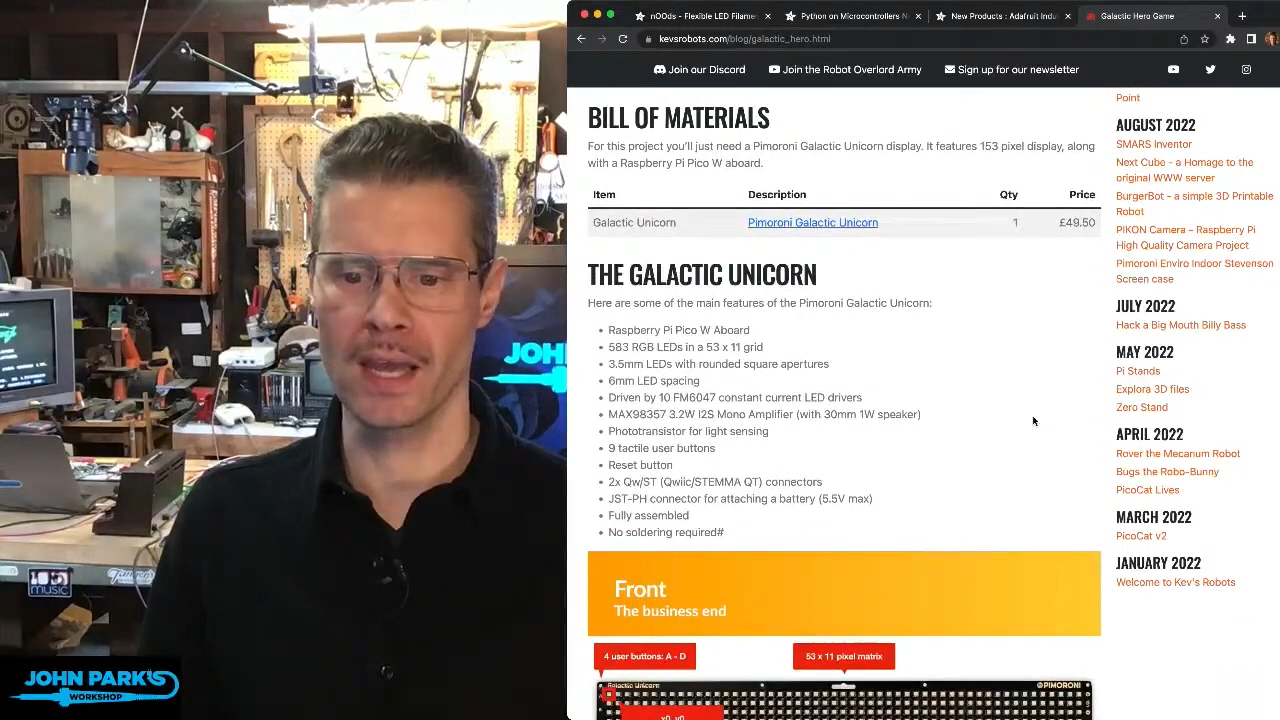 nOOds - Flexible LED Filame
Python on Microcontrollers N
New Products : Adafruit Indu
Galactic Hero Game
kevsrobots.com/blog/galactic_hero.html
Join our Discord
Join the Robot Overlord Army
Sign up for our newsletter
BILL OF MATERIALS
For this project you'll just need a Pimoroni Galactic Unicorn display. It features 153 pixel display, along
with a Raspberry Pi Pico W aboard.
Item Description Qty Price
Galactic Unicorn Pimoroni Galactic Unicorn 1 £49.50
THE GALACTIC UNICORN
Here are some of the main features of the Pimoroni Galactic Unicorn:
Raspberry Pi Pico W Aboard
583 RGB LEDs in a 53 x 11 grid
3.5mm LEDs with rounded square apertures
6mm LED spacing
Driven by 10 FM6047 constant current LED drivers
MAX98357 3.2W I2S Mono Amplifier (with 30mm 1W speaker)
Phototransistor for light sensing
9 tactile user buttons
Reset button
2x Qw/ST (Qwiic/STEMMA QT) connectors
JST-PH connector for attaching a battery (5.5V max)
Fully assembled
No soldering required#
Front
The business end
4 user buttons: A - D
53 x 11 pixel matrix
Galactic Unicorn
PIMORONI
x0, y0
Point
AUGUST 2022
SMARS Inventor
Next Cube - a Homage to the
original WWW server
BurgerBot - a simple 3D Printable
Robot
PIKON Camera - Raspberry Pi
High Quality Camera Project
Pimoroni Enviro Indoor Stevenson
Screen case
JULY 2022
Hack a Big Mouth Billy Bass
MAY 2022
Pi Stands
Explora 3D files
Zero Stand
APRIL 2022
Rover the Mecanum Robot
Bugs the Robo-Bunny
PicoCat Lives
MARCH 2022
PicoCat v2
JANUARY 2022
Welcome to Kev's Robots
JOHN
music
JOHN PARK'S
WORKSHOP